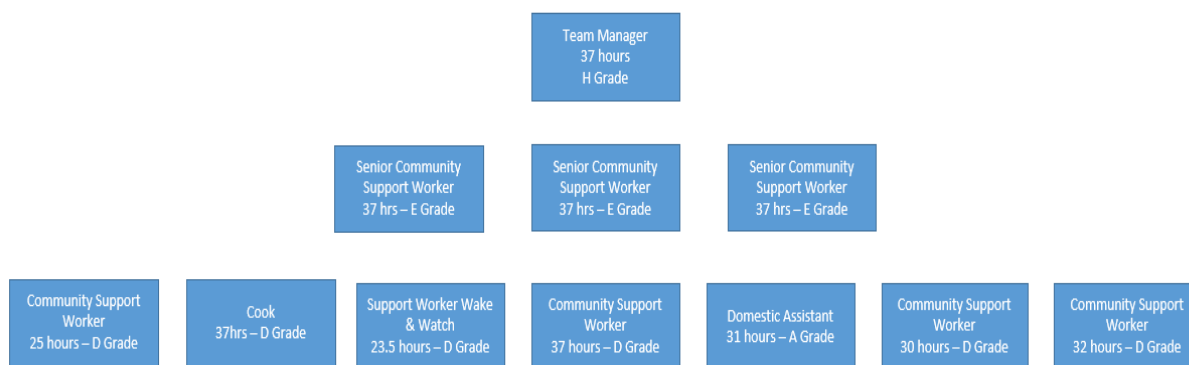 Team Manager
37 hours
H Grade
Senior Community
Support Worker
37 hrs – E Grade
Senior Community
Support Worker
37 hrs – E Grade
Senior Community
Support Worker
37 hrs – E Grade
Community Support
Worker
25 hours – D Grade
Cook
37hrs – D Grade
Support Worker Wake
& Watch
23.5 hours – D Grade
Community Support
Worker
37 hours – D Grade
Domestic Assistant
31 hours – A Grade
Community Support
Worker
30 hours – D Grade
Community Support
Worker
32 hours – D Grade